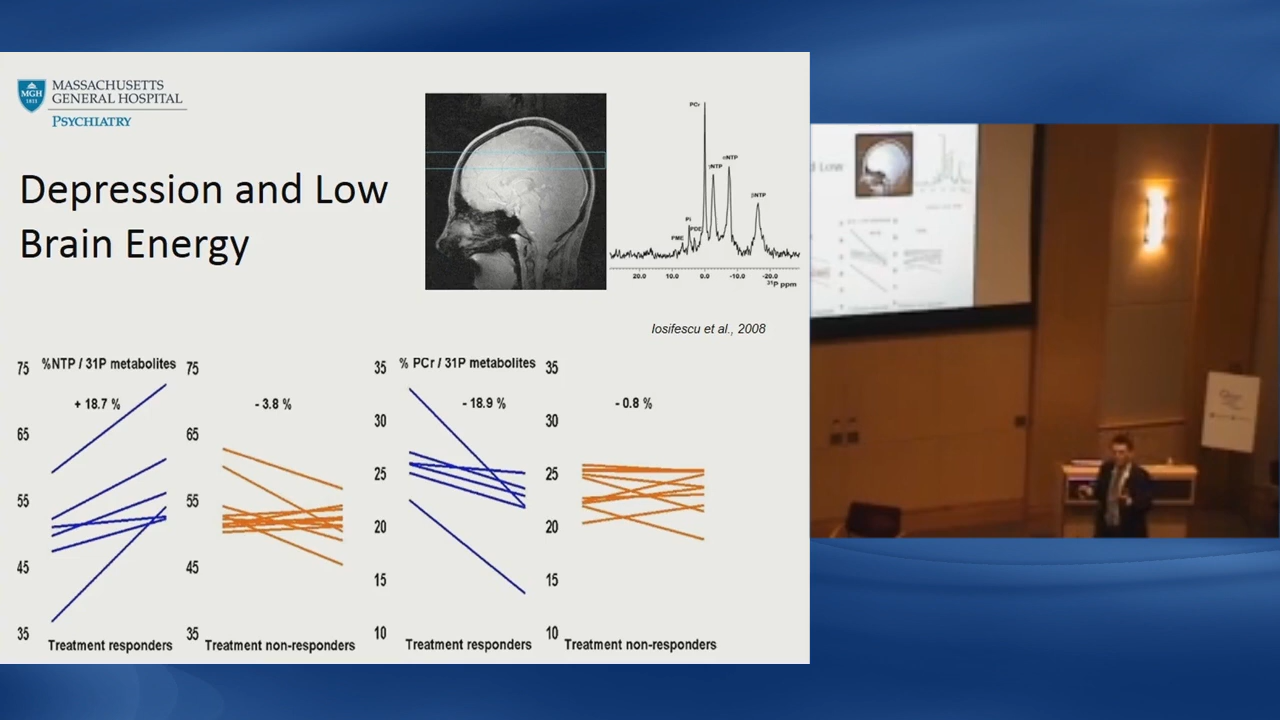 MGH
1811
MASSACHUSETTS
GENERAL HOSPITAL
PSYCHIATRY
Depression and Low
Brain Energy
PCr
γNTP
αNTP
βNTP
Pi
PME
PDE
20.0 10.0 0.0 -10.0 -20.0
31P ppm
Iosifescu et al., 2008
%NTP / 31P metabolites
+ 18.7 %
75
65
55
45
35
Treatment responders
- 3.8 %
75
65
55
45
35
Treatment non-responders
% PCr / 31P metabolites
- 18.9 %
35
30
25
20
15
10
Treatment responders
- 0.8 %
35
30
25
20
15
10
Treatment non-responders
Low